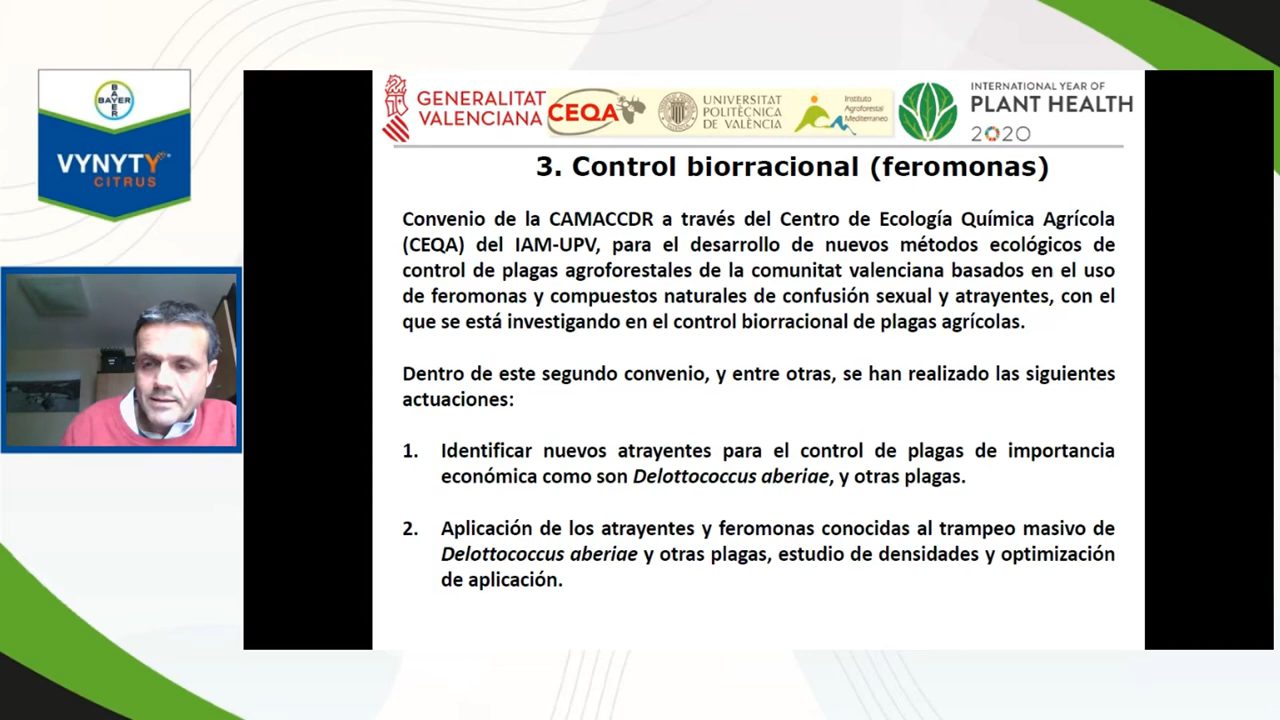 BAYER
BAYER
VYNYTY
CITRUS
GENERALITAT
VALENCIANA
CEQA
UNIVERSITAT
POLITÈCNICA
DE VALÈNCIA
Instituto
Agroforestal
Mediterráneo
INTERNATIONAL YEAR OF
PLANT HEALTH
2020
3. Control biorracional (feromonas)
Convenio de la CAMACCDR a través del Centro de Ecología Química Agrícola
(CEQA) del IAM-UPV, para el desarrollo de nuevos métodos ecológicos de
control de plagas agroforestales de la comunitat valenciana basados en el uso
de feromonas y compuestos naturales de confusión sexual y atrayentes, con el
que se está investigando en el control biorracional de plagas agrícolas.
Dentro de este segundo convenio, y entre otras, se han realizado las siguientes
actuaciones:
1. Identificar nuevos atrayentes para el control de plagas de importancia
económica como son Delottococcus aberiae, y otras plagas.
2. Aplicación de los atrayentes y feromonas conocidas al trampeo masivo de
Delottococcus aberiae y otras plagas, estudio de densidades y optimización
de aplicación.